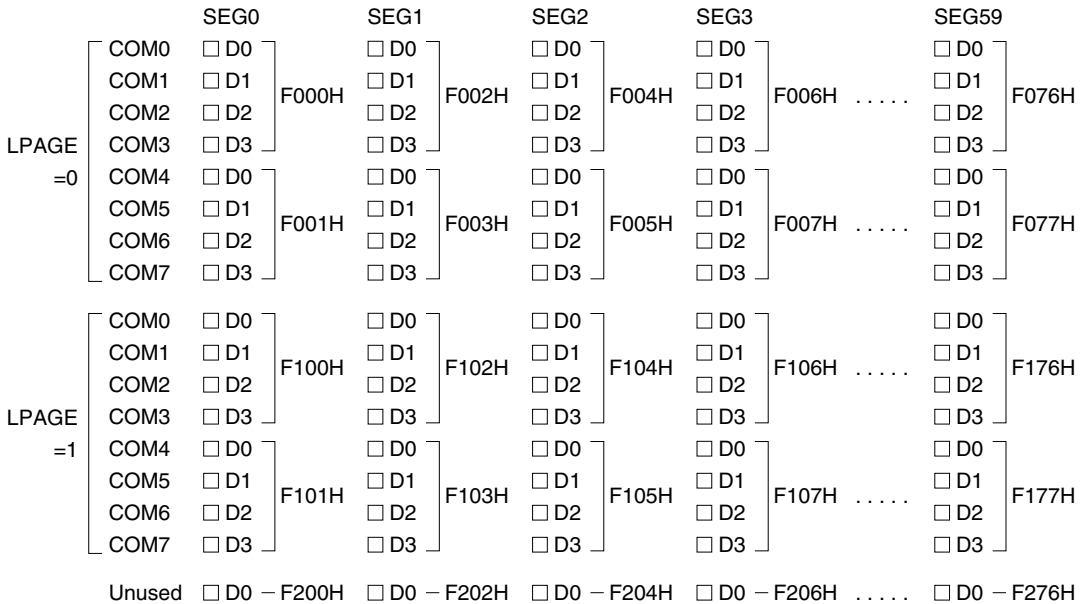 SEG0 SEG1 SEG2 SEG3 SEG59
COM0 □ D0 □ D0 □ D0 □ D0 □ D0
COM1 □ D1 □ D1 □ D1 □ D1 □ D1
F000H F002H F004H F006H ..... F076H
COM2 □ D2 □ D2 □ D2 □ D2 □ D2
LPAGE COM3 □ D3 □ D3 □ D3 □ D3 □ D3
=0 COM4 □ D0 □ D0 □ D0 □ D0 □ D0
COM5 □ D1 □ D1 □ D1 □ D1 □ D1
F001H F003H F005H F007H ..... F077H
COM6 □ D2 □ D2 □ D2 □ D2 □ D2
COM7 □ D3 □ D3 □ D3 □ D3 □ D3
COM0 □ D0 □ D0 □ D0 □ D0 □ D0
COM1 □ D1 □ D1 □ D1 □ D1 □ D1
F100H F102H F104H F106H ..... F176H
COM2 □ D2 □ D2 □ D2 □ D2 □ D2
LPAGE COM3 □ D3 □ D3 □ D3 □ D3 □ D3
=1 COM4 □ D0 □ D0 □ D0 □ D0 □ D0
COM5 □ D1 □ D1 □ D1 □ D1 □ D1
F101H F103H F105H F107H ..... F177H
COM6 □ D2 □ D2 □ D2 □ D2 □ D2
COM7 □ D3 □ D3 □ D3 □ D3 □ D3
Unused □ D0 – F200H □ D0 – F202H □ D0 – F204H □ D0 – F206H ..... □ D0 – F276H